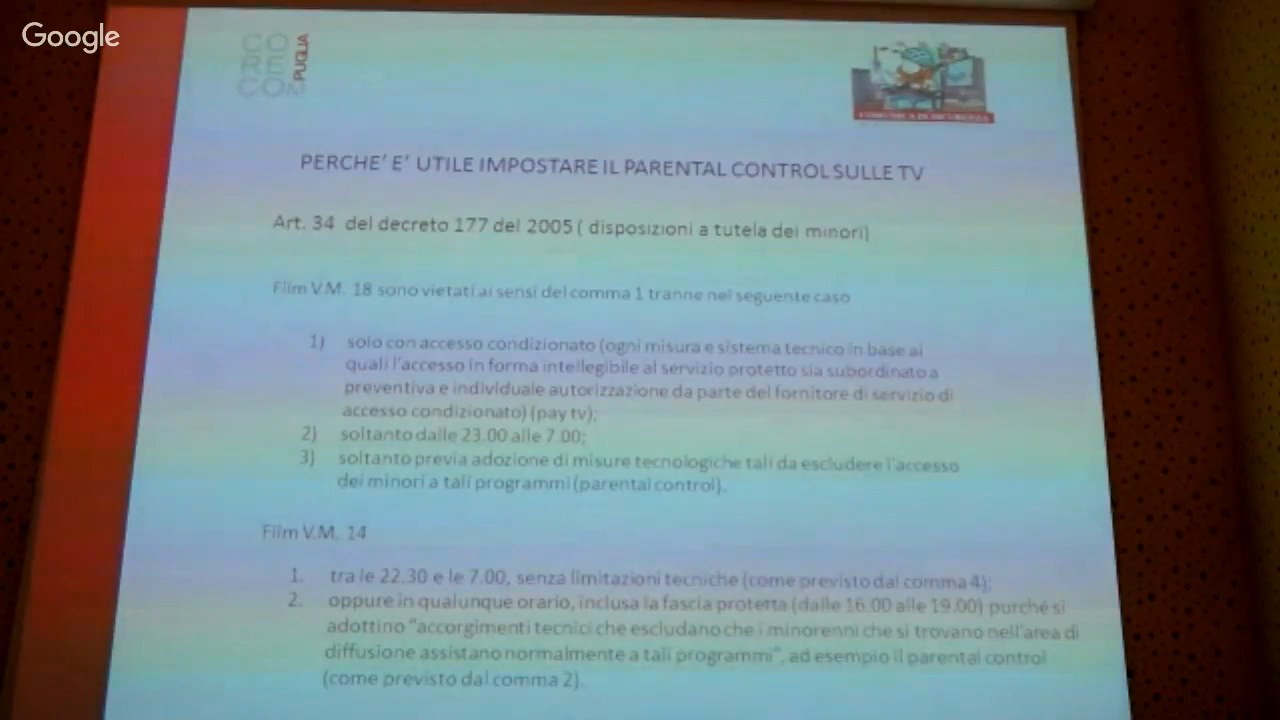 Google
CO
RE
COM
PUGLIA
PERCHE' E' UTILE IMPOSTARE IL PARENTAL CONTROL SULLE TV
Art. 34 del decreto 177 del 2005 ( disposizioni a tutela dei minori)
Film V.M. 18 sono vietati ai sensi del comma 1 tranne nel seguente caso
1) solo con accesso condizionato (ogni misura e sistema tecnico in base ai
quali l'accesso in forma intellegibile al servizio protetto sia subordinato a
preventiva e individuale autorizzazione da parte del fornitore di servizio di
accesso condizionato) (pay tv);
2) soltanto dalle 23.00 alle 7.00;
3) soltanto previa adozione di misure tecnologiche tali da escludere l'accesso
dei minori a tali programmi (parental control).
Film V.M. 14
1. tra le 22.30 e le 7.00, senza limitazioni tecniche (come previsto dal comma 4);
2. oppure in qualunque orario, inclusa la fascia protetta (dalle 16.00 alle 19.00) purché si
adottino "accorgimenti tecnici che escludano che i minorenni che si trovano nell'area di
diffusione assistano normalmente a tali programmi", ad esempio il parental control
(come previsto dal comma 2).